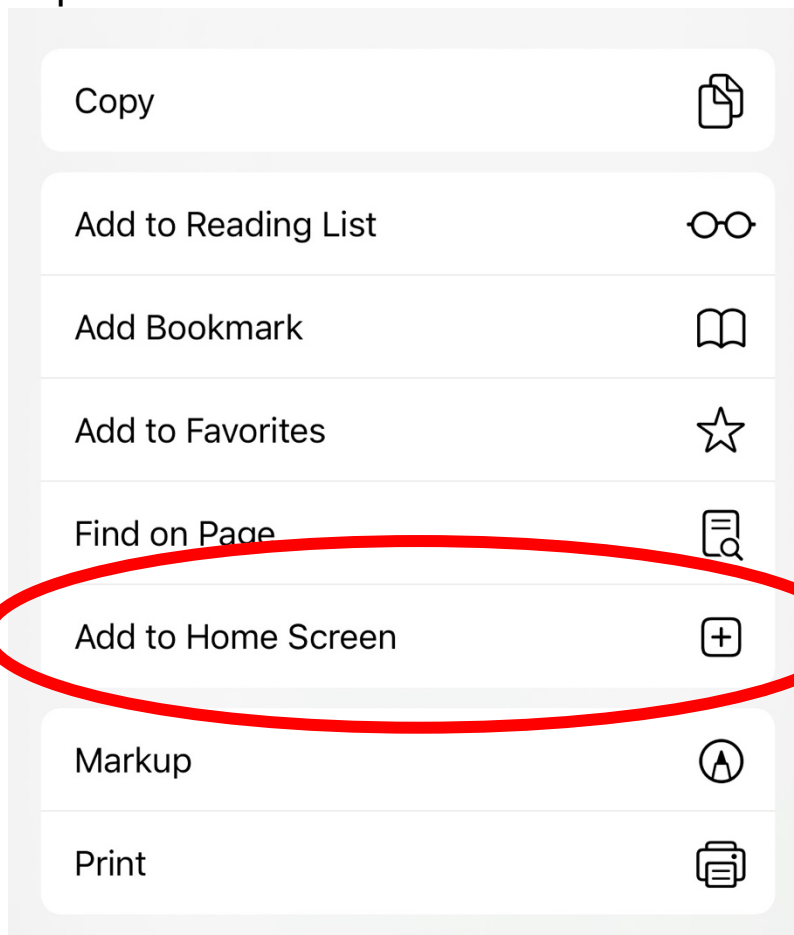 Copy
Add to Reading List
Add Bookmark
Add to Favorites
Find on Page
Add to Home Screen
Markup
Print